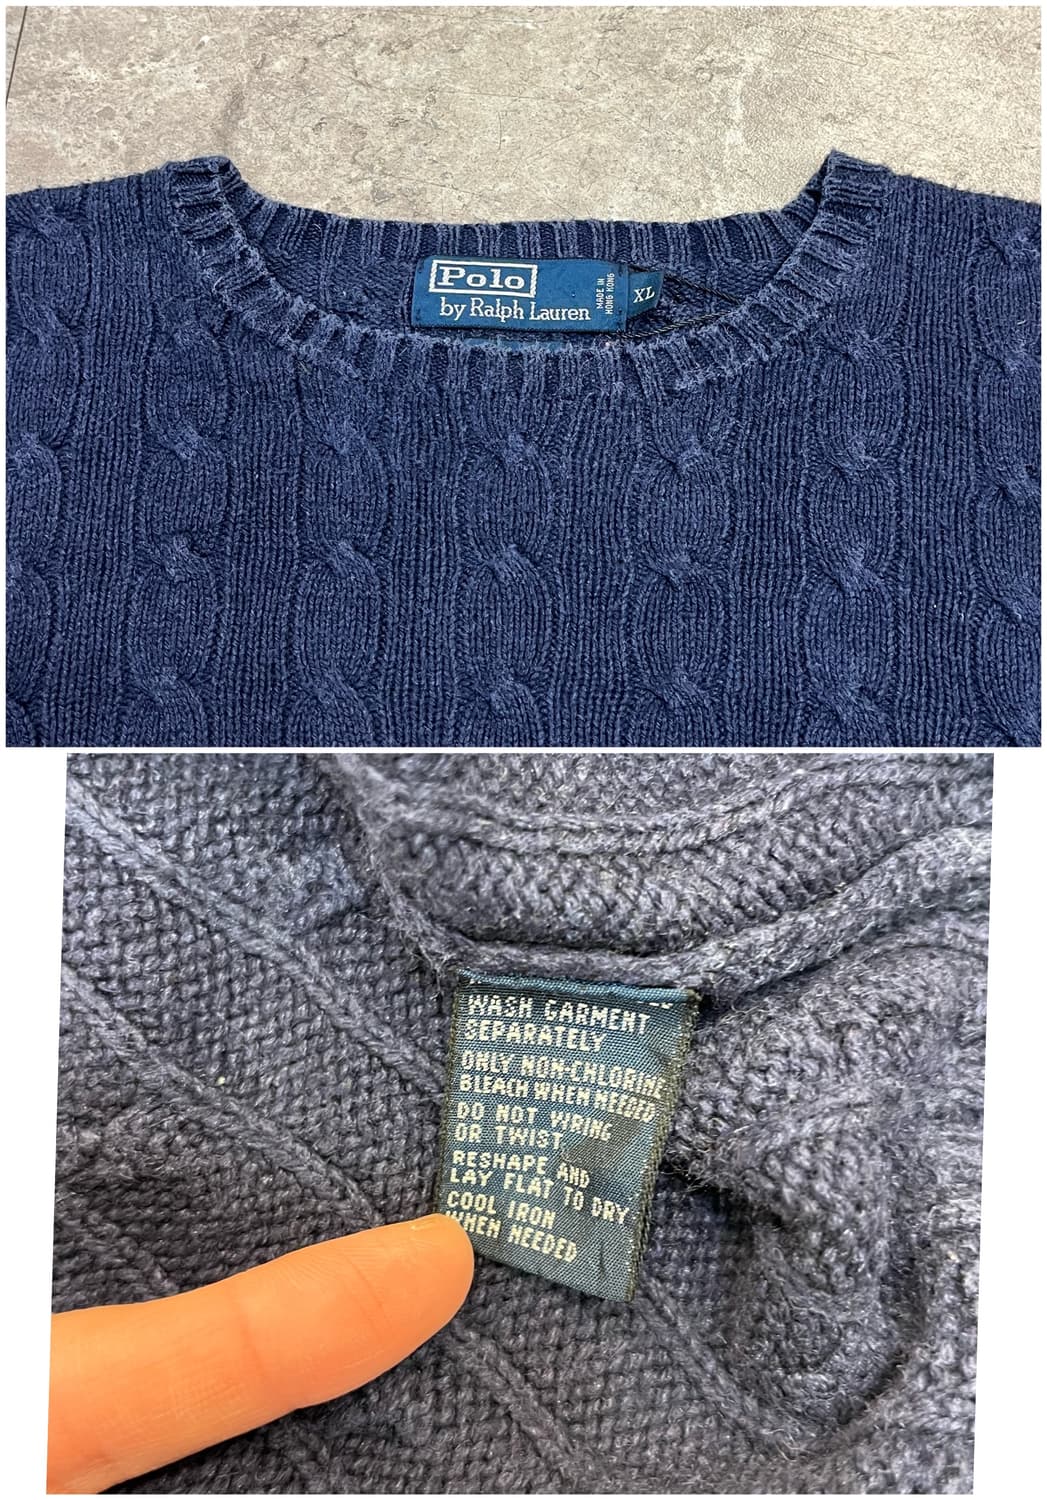 Polo
by Ralph Lauren
MADE IN
HONG KONG
XL
WASH GARMENT
SEPARATELY
ONLY NON-CHLORINE
BLEACH WHEN NEEDED
DO NOT WRING
OR TWIST
RESHAPE AND
LAY FLAT TO DRY
COOL IRON
WHEN NEEDED